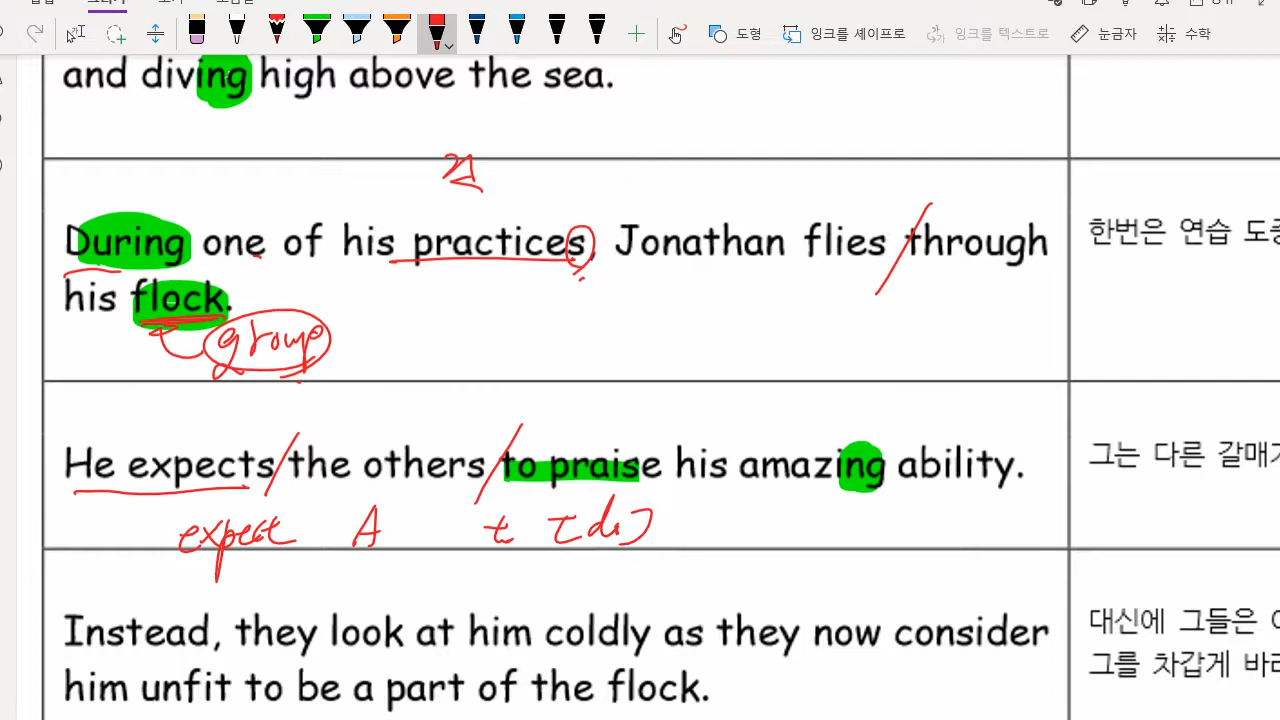 도형
잉크를 셰이프로
잉크를 텍스트로
눈금자
수학
and diving high above the sea.
During one of his practices, Jonathan flies through
his flock.
group
한번은 연습 도중
He expects the others to praise his amazing ability.
expect A to [do]
그는 다른 갈매기
Instead, they look at him coldly as they now consider
him unfit to be a part of the flock.
대신에 그들은
그를 차갑게